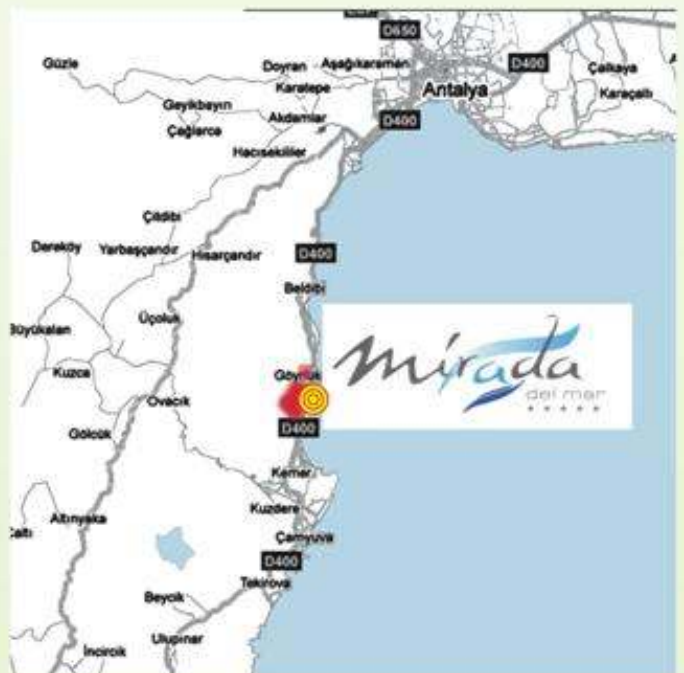 D650
Güzle
Doyran
Aşağıkaraman
D400
Çalkaya
Karatepe
Antalya
Karaçallı
Geyikbayırı
Akdamlar
D400
Çağlarca
Hacısekililer
Çitdibi
Dereköy
Yarbaşçandır
Hisarçandır
D400
Beldibi
Üçoluk
Büyükalan
Kuzca
Göynük
mirada
del mar
Ovacık
D400
Gölcük
Kemer
Kuzdere
Altınyaka
Çamyuva
D400
Tekirova
Beycik
Ulupınar
İncircik